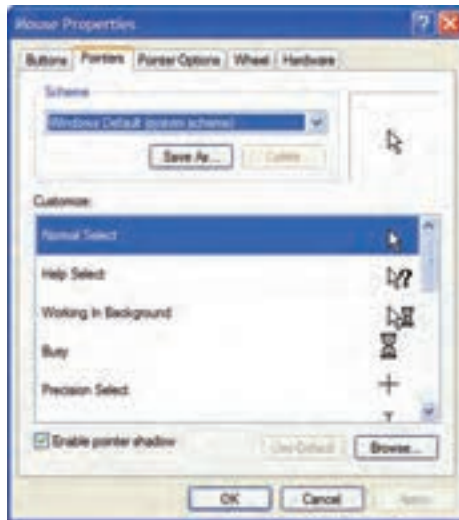 Mouse Properties
Buttons Pointers Pointer Options Wheel Hardware
Scheme
Windows Default (system scheme)
Save As... Delete
Customize:
Normal Select
Help Select
Working In Background
Busy
Precision Select
Enable pointer shadow Use Default Browse...
OK Cancel Apply